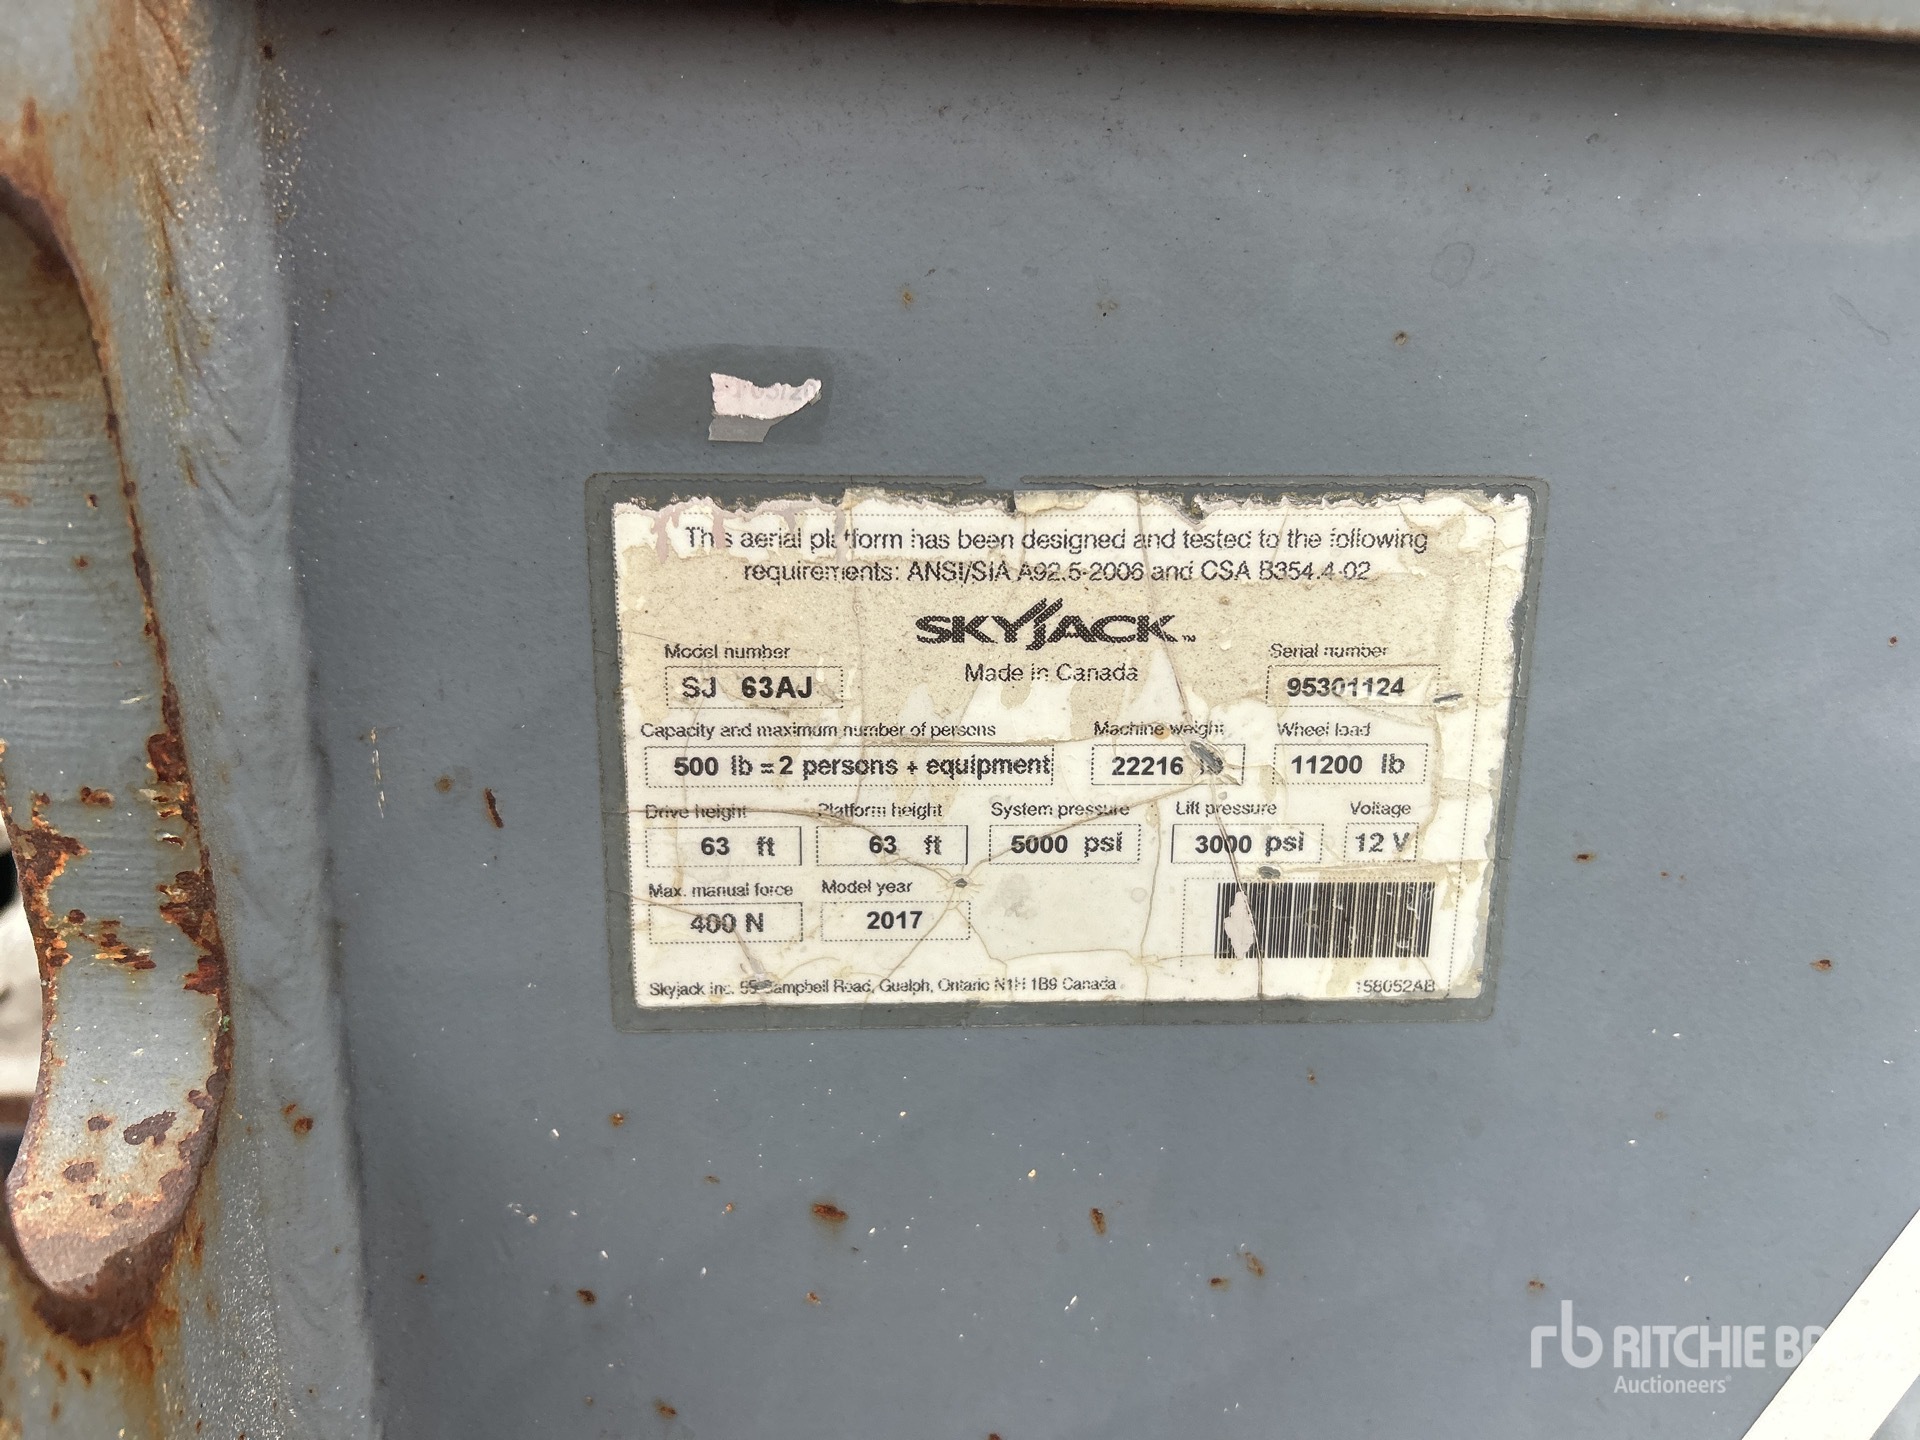 This aerial platform has been designed and tested to the following
requirements: ANSI/SIA A92.5-2006 and CSA B354.4-02
SKYJACK™
Made in Canada
Model number
SJ 63AJ
Serial number
95301124
Capacity and maximum number of persons
500 lb = 2 persons + equipment
Machine weight
22216 lb
Wheel load
11200 lb
Drive height
63 ft
Platform height
63 ft
System pressure
5000 psi
Lift pressure
3000 psi
Voltage
12 V
Max. manual force
400 N
Model year
2017
Skyjack Inc. 55 Campbell Road, Guelph, Ontario N1H 1B9 Canada
158052AB
rb RITCHIE
Auctioneers